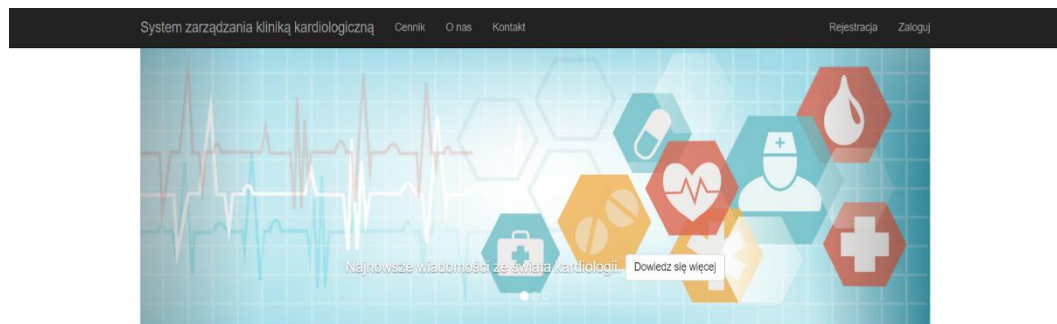 System zarządzania kliniką kardiologiczną Cennik O nas Kontakt Rejestracja Zaloguj
Najnowsze wiadomości ze świata kardiologii. Dowiedz się więcej